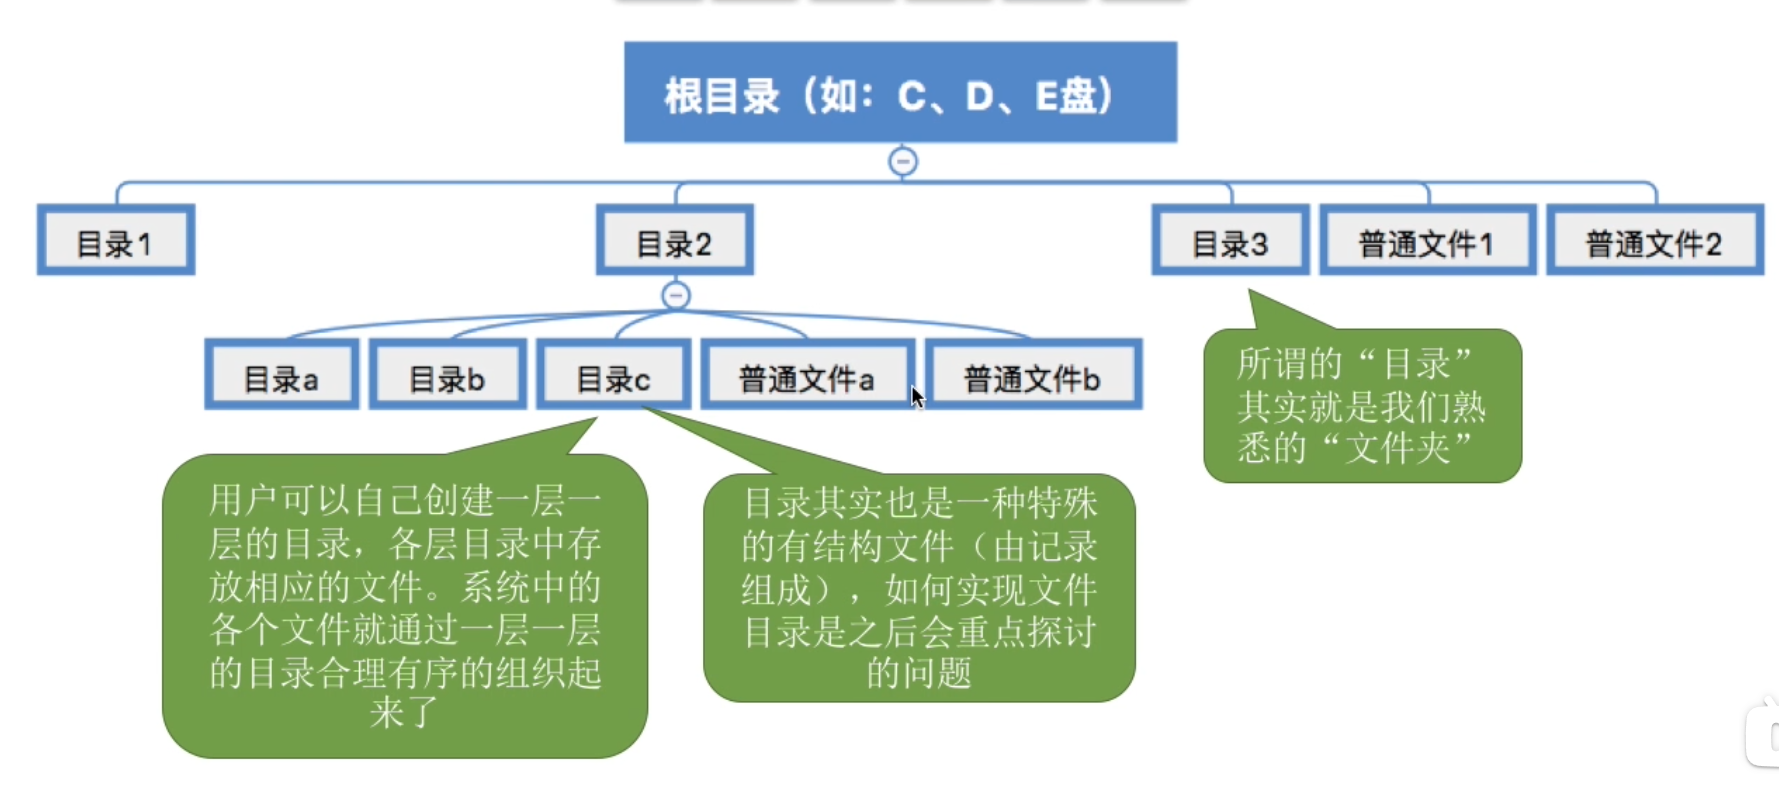 根目录（如：C、D、E盘）
目录1
目录2
目录3
普通文件1
普通文件2
目录a
目录b
目录c
普通文件a
普通文件b
所谓的“目录”
其实就是我们熟
悉的“文件夹”
用户可以自己创建一层一
层的目录，各层目录中存
放相应的文件。系统中的
各个文件就通过一层一层
的目录合理有序的组织起
来了
目录其实也是一种特殊
的有结构文件（由记录
组成），如何实现文件
目录是之后会重点探讨
的问题